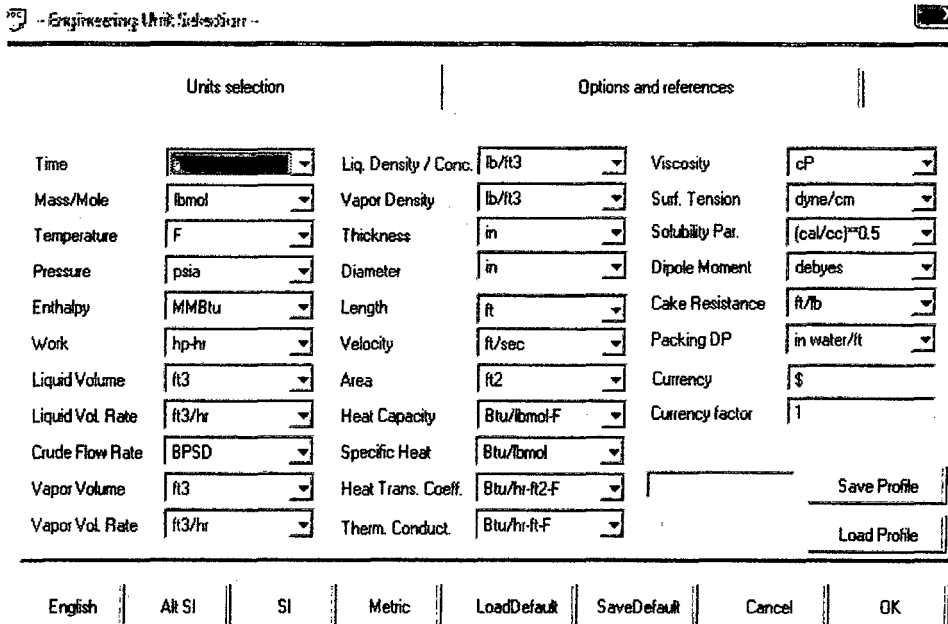 - Engineering Unit Selection -
Units selection Options and references
Time Liq. Density / Conc. lb/ft3 Viscosity cP
Mass/Mole lbmol Vapor Density lb/ft3 Surf. Tension dyne/cm
Temperature F Thickness in Solubility Par. (cal/cc)**0.5
Pressure psia Diameter in Dipole Moment debyes
Enthalpy MMBtu Length ft Cake Resistance ft/lb
Work hp-hr Velocity ft/sec Packing DP in water/ft
Liquid Volume ft3 Area ft2 Currency $
Liquid Vol. Rate ft3/hr Heat Capacity Btu/lbmol-F Currency factor 1
Crude Flow Rate BPSD Specific Heat Btu/lbmol
Vapor Volume ft3 Heat Trans. Coeff. Btu/hr-ft2-F Save Profile
Vapor Vol. Rate ft3/hr Therm. Conduct. Btu/hr-ft-F Load Profile
English Alt SI SI Metric LoadDefault SaveDefault Cancel OK